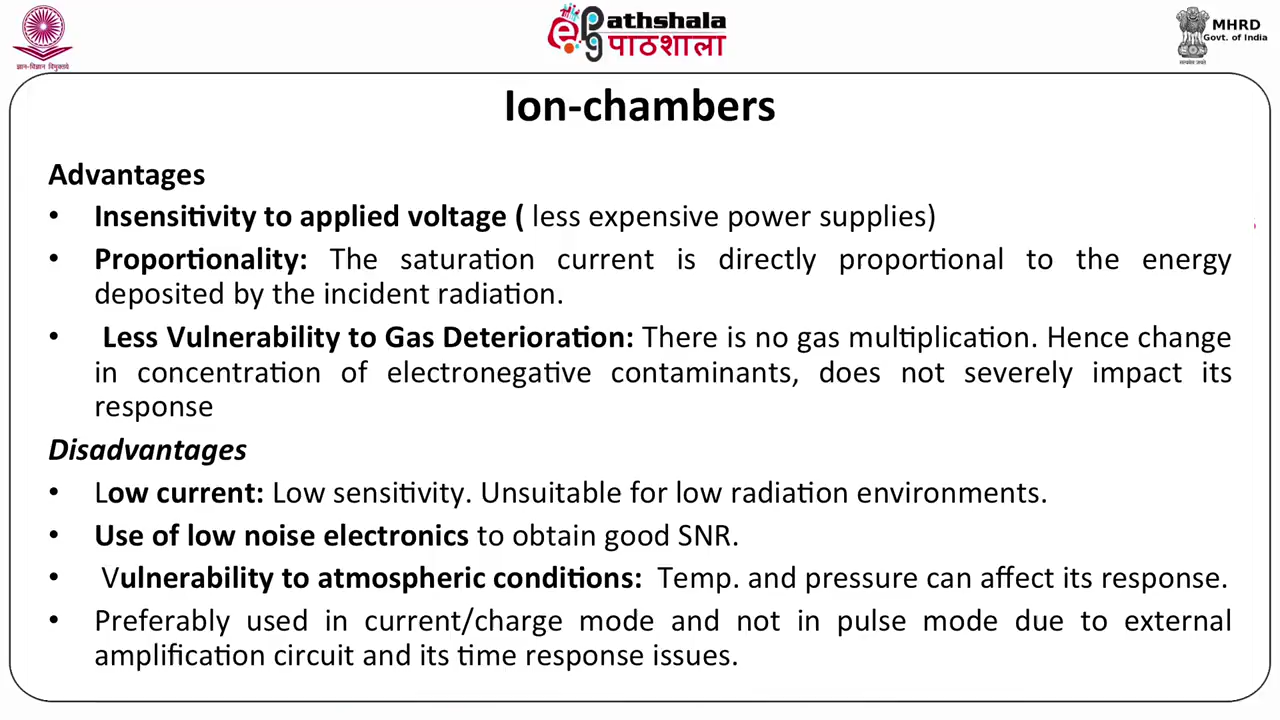 ज्ञान-विज्ञान विमुक्तये
ePathshala
पाठशाला
MHRD
Govt. of India
सत्यमेव जयते
Ion-chambers
Advantages
• Insensitivity to applied voltage ( less expensive power supplies)
• Proportionality: The saturation current is directly proportional to the energy
deposited by the incident radiation.
• Less Vulnerability to Gas Deterioration: There is no gas multiplication. Hence change
in concentration of electronegative contaminants, does not severely impact its
response
Disadvantages
• Low current: Low sensitivity. Unsuitable for low radiation environments.
• Use of low noise electronics to obtain good SNR.
• Vulnerability to atmospheric conditions: Temp. and pressure can affect its response.
• Preferably used in current/charge mode and not in pulse mode due to external
amplification circuit and its time response issues.